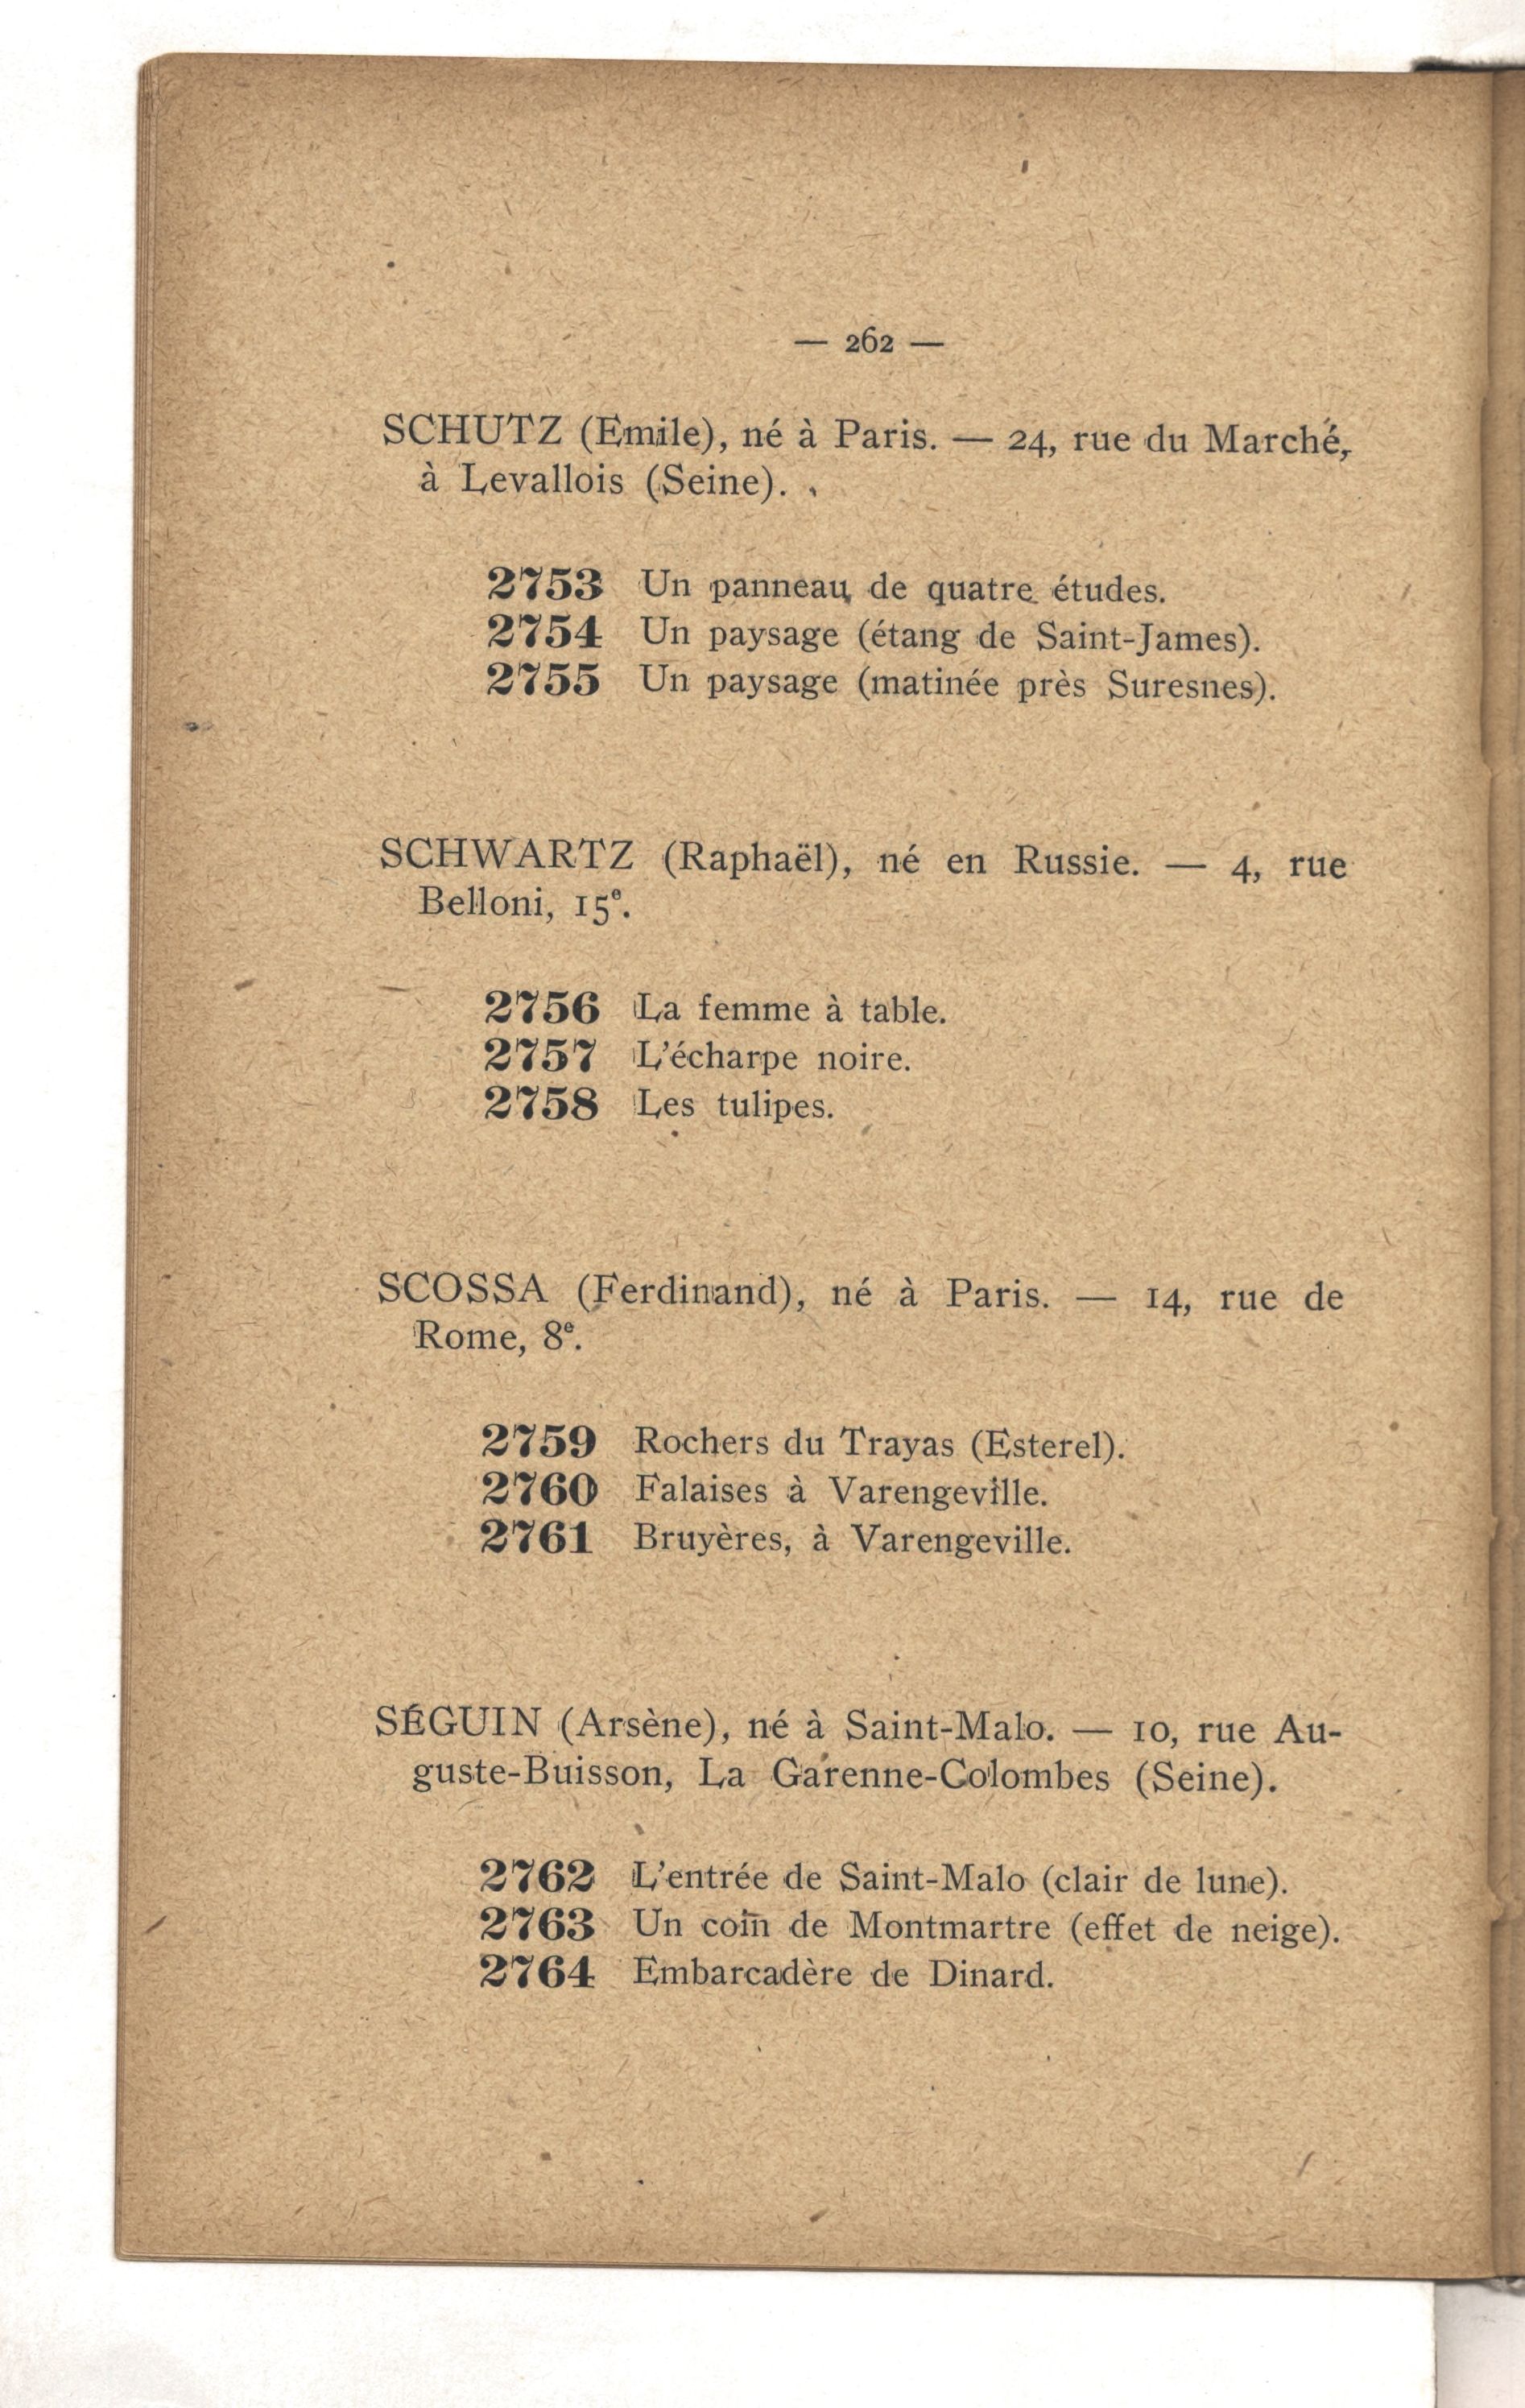 — 262 —
SCHUTZ (Emile), né à Paris. — 24, rue du Marché,
à Levallois (Seine).
2753 Un panneau de quatre études.
2754 Un paysage (étang de Saint-James).
2755 Un paysage (matinée près Suresnes).
SCHWARTZ (Raphaël), né en Russie. — 4, rue
Belloni, 15e.
2756 La femme à table.
2757 L'écharpe noire.
2758 Les tulipes.
SCOSSA (Ferdinand), né à Paris. — 14, rue de
Rome, 8e.
2759 Rochers du Trayas (Esterel).
2760 Falaises à Varengeville.
2761 Bruyères, à Varengeville.
SÉGUIN (Arsène), né à Saint-Malo. — 10, rue Au-
guste-Buisson, La Garenne-Colombes (Seine).
2762 L'entrée de Saint-Malo (clair de lune).
2763 Un coin de Montmartre (effet de neige).
2764 Embarcadère de Dinard.